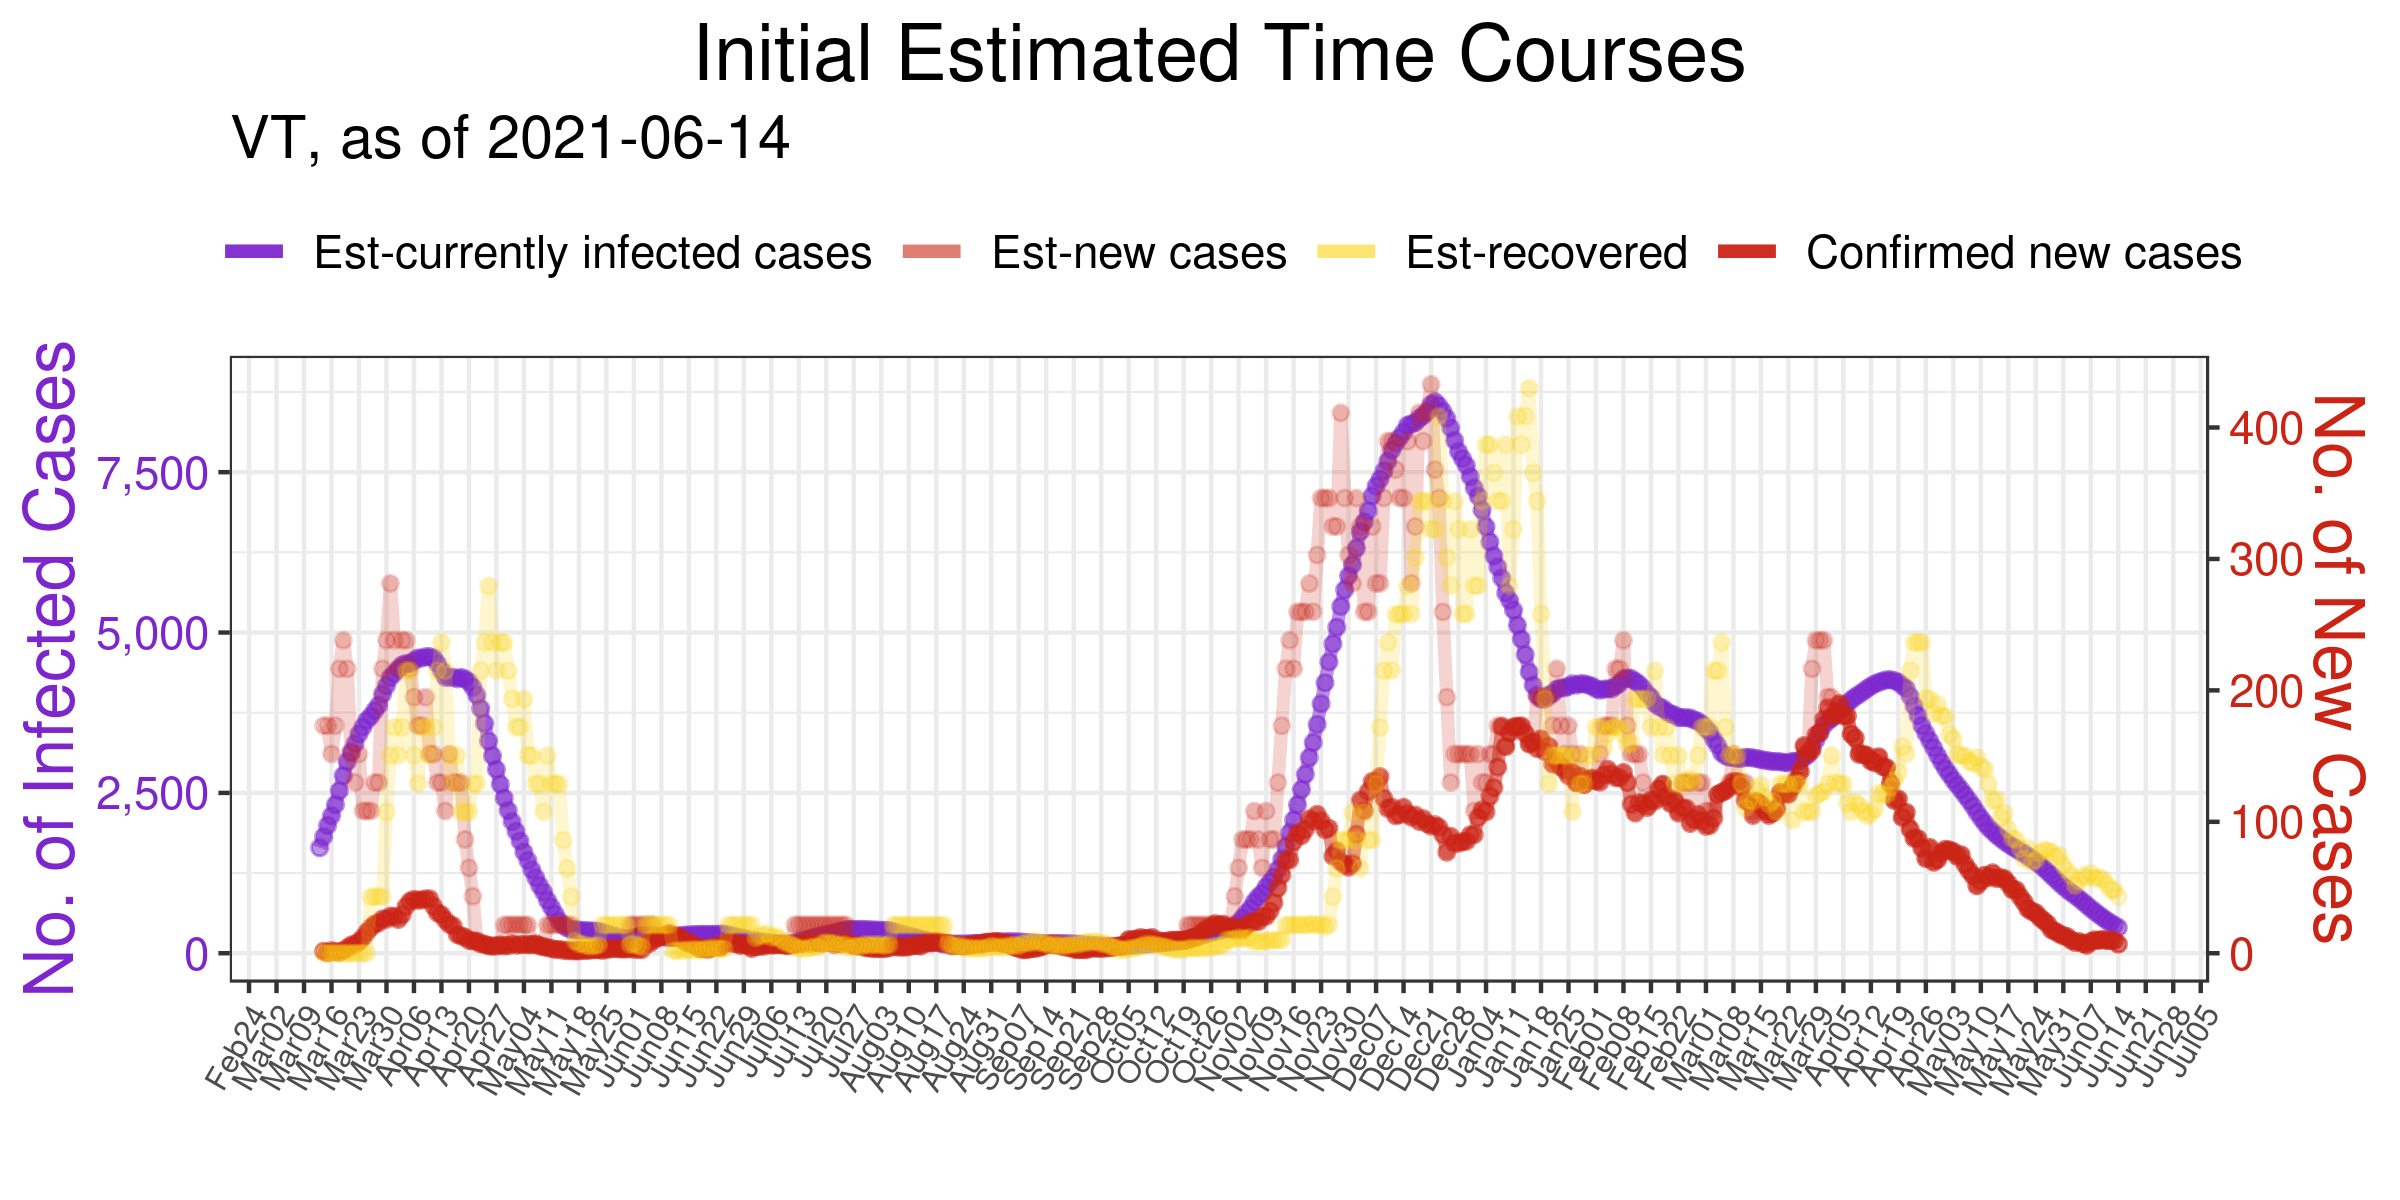 Initial Estimated Time Courses
VT, as of 2021-06-14
Est-currently infected cases
Est-new cases
Est-recovered
Confirmed new cases
No. of Infected Cases
7,500
5,000
2,500
0
400
300
200
100
0
No. of New Cases
Feb24
Mar02
Mar09
Mar16
Mar23
Mar30
Apr06
Apr13
Apr20
Apr27
May04
May11
May18
May25
Jun01
Jun08
Jun15
Jun22
Jun29
Jul06
Jul13
Jul20
Jul27
Aug03
Aug10
Aug17
Aug24
Aug31
Sep07
Sep14
Sep21
Sep28
Oct05
Oct12
Oct19
Oct26
Nov02
Nov09
Nov16
Nov23
Nov30
Dec07
Dec14
Dec21
Dec28
Jan04
Jan11
Jan18
Jan25
Feb01
Feb08
Feb15
Feb22
Mar01
Mar08
Mar15
Mar22
Mar29
Apr05
Apr12
Apr19
Apr26
May03
May10
May17
May24
May31
Jun07
Jun14
Jun21
Jun28
Jul05